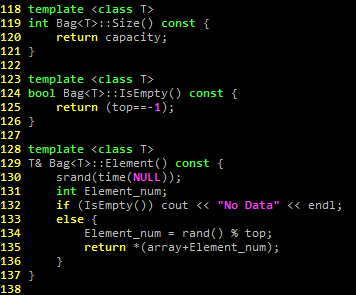 118 template <class T>
119 int Bag<T>::Size() const {
120     return capacity;
121 }
122
123 template <class T>
124 bool Bag<T>::IsEmpty() const {
125     return (top==-1);
126 }
127
128 template <class T>
129 T& Bag<T>::Element() const {
130     srand(time(NULL));
131     int Element_num;
132     if (IsEmpty()) cout << "No Data" << endl;
133     else {
134         Element_num = rand() % top;
135         return *(array+Element_num);
136     }
137 }
138